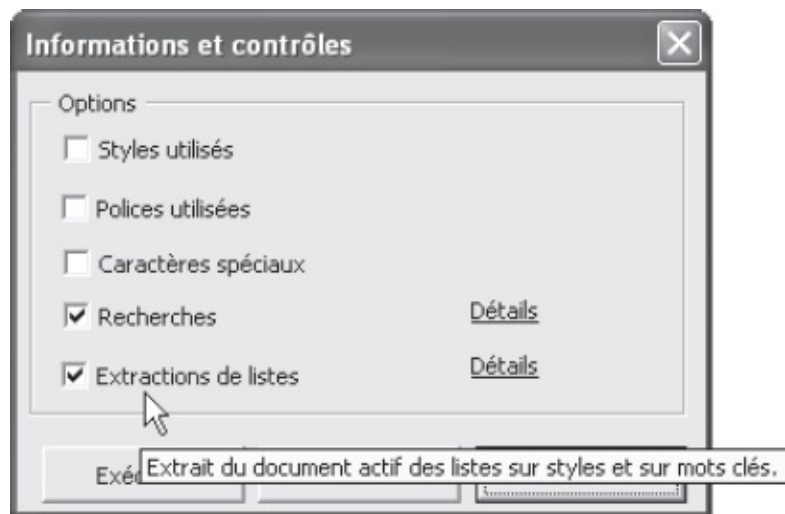 Informations et contrôles
Options
Styles utilisés
Polices utilisées
Caractères spéciaux
Recherches Détails
Extractions de listes Détails
Extrait du document actif des listes sur styles et sur mots clés.